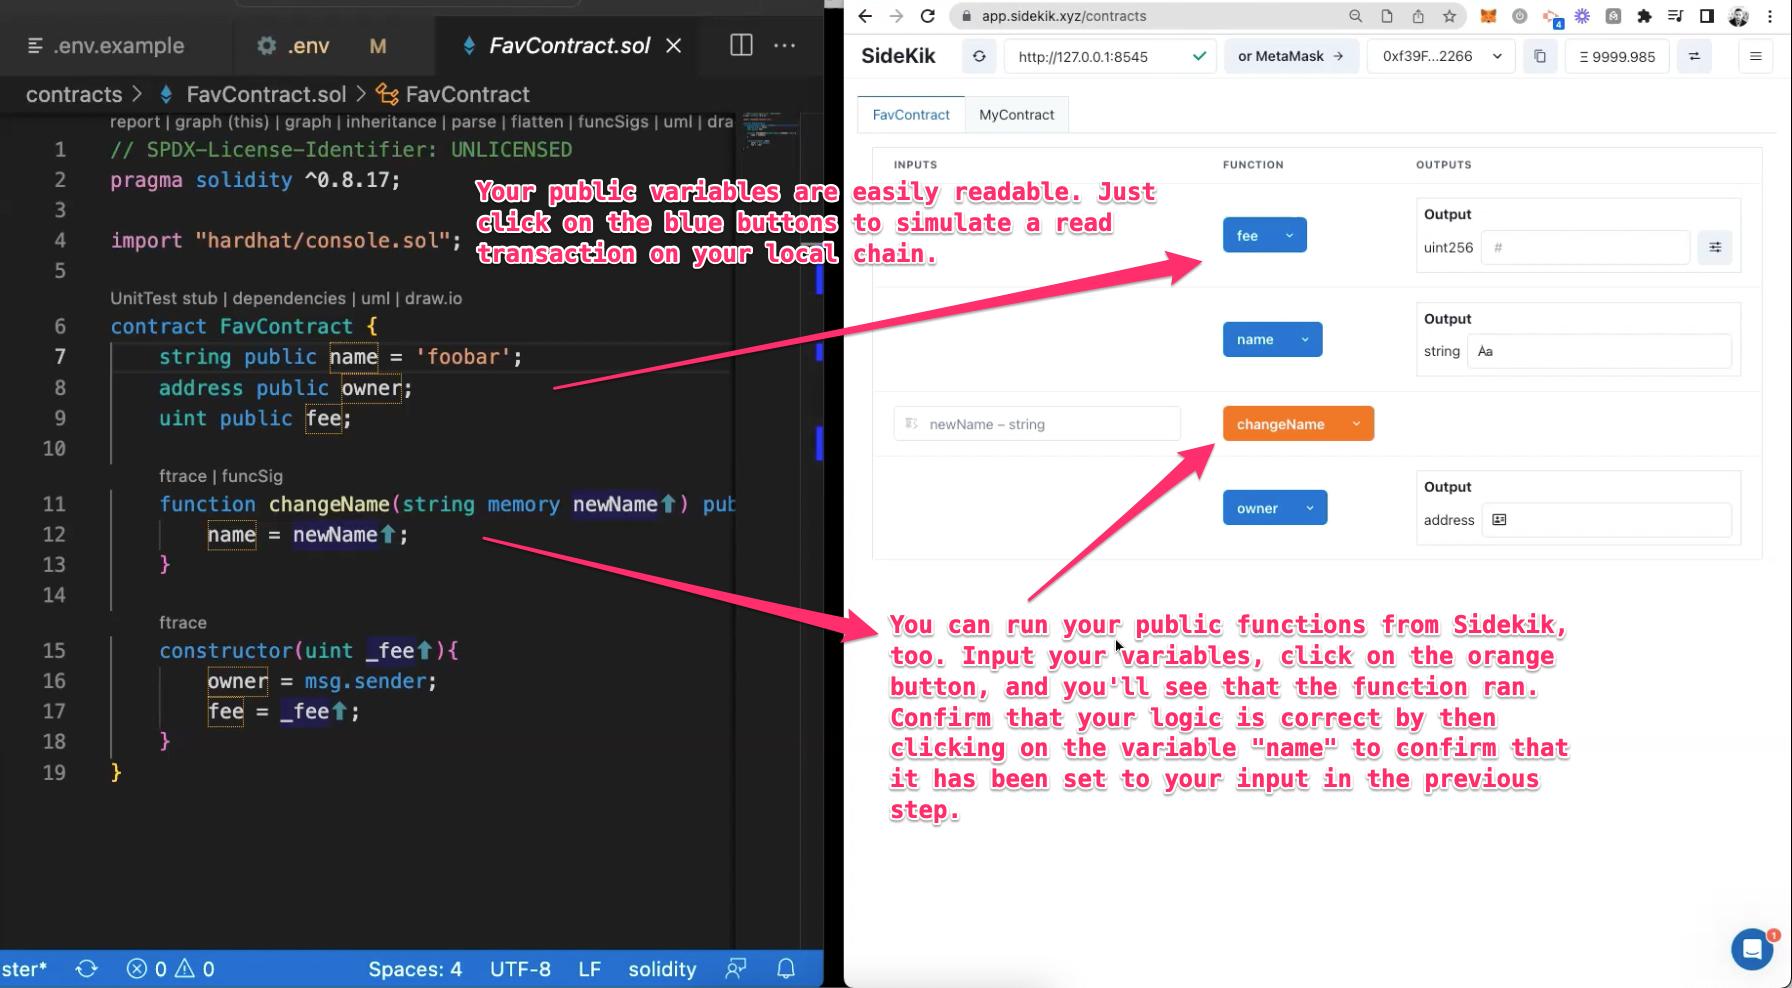 .env.example
.env
M
FavContract.sol
contracts > FavContract.sol > FavContract
report | graph (this) | graph | inheritance | parse | flatten | funcSigs | uml | dra
1 // SPDX-License-Identifier: UNLICENSED
2 pragma solidity ^0.8.17;
3
4 import "hardhat/console.sol";
5
UnitTest stub | dependencies | uml | draw.io
6 contract FavContract {
7 string public name = 'foobar';
8 address public owner;
9 uint public fee;
10
ftrace | funcSig
11 function changeName(string memory newName↑) pub
12 name = newName↑;
13 }
14
ftrace
15 constructor(uint _fee↑){
16 owner = msg.sender;
17 fee = _fee↑;
18 }
19 }
ster*
0
0
Spaces: 4
UTF-8
LF
solidity
Your public variables are easily readable. Just
click on the blue buttons to simulate a read
transaction on your local chain.
app.sidekik.xyz/contracts
4
SideKik
http://127.0.0.1:8545
or MetaMask →
0xf39F...2266
Ξ 9999.985
FavContract
MyContract
INPUTS
FUNCTION
OUTPUTS
fee
Output
uint256
#
name
Output
string
Aa
newName – string
changeName
owner
Output
address
You can run your public functions from Sidekik,
too. Input your variables, click on the orange
button, and you'll see that the function ran.
Confirm that your logic is correct by then
clicking on the variable "name" to confirm that
it has been set to your input in the previous
step.
1